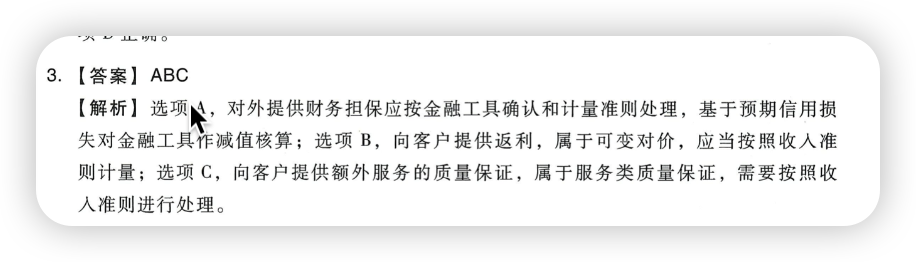 项 D 正确。
3. 【答案】ABC
【解析】选项 A，对外提供财务担保应按金融工具确认和计量准则处理，基于预期信用损
失对金融工具作减值核算；选项 B，向客户提供返利，属于可变对价，应当按照收入准
则计量；选项 C，向客户提供额外服务的质量保证，属于服务类质量保证，需要按照收
入准则进行处理。